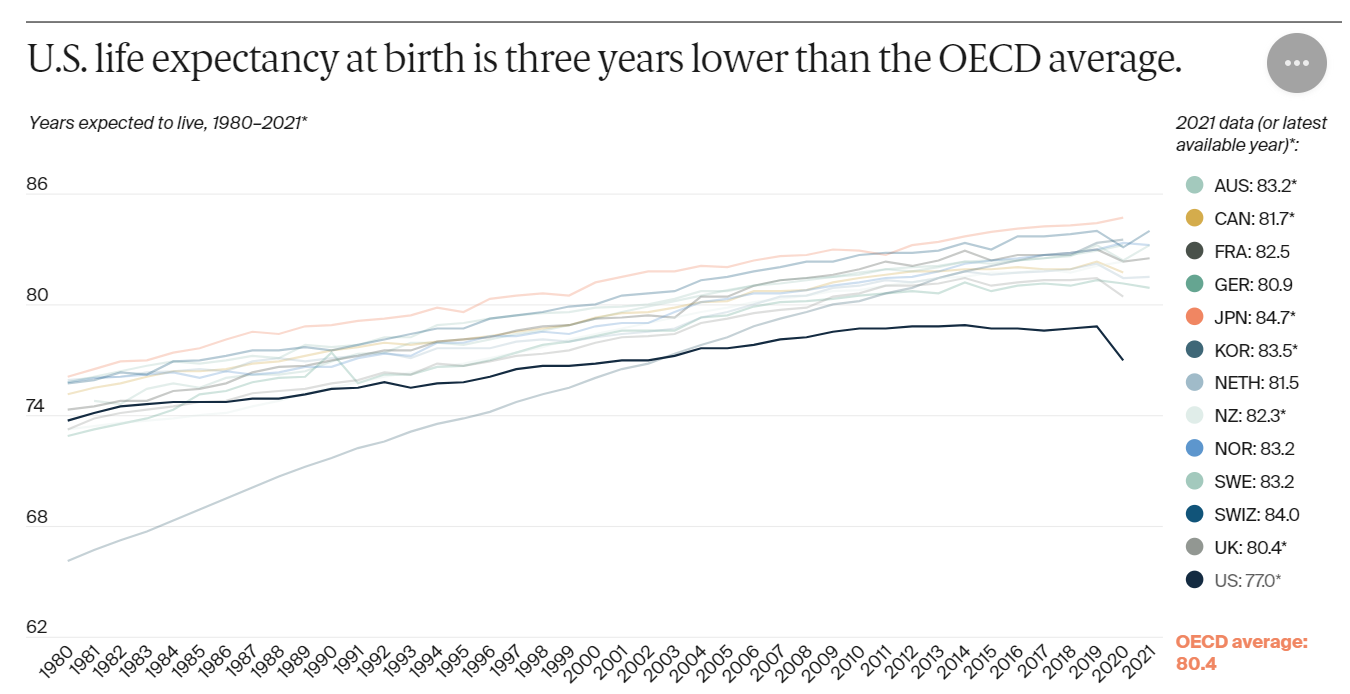 U.S. life expectancy at birth is three years lower than the OECD average.
Years expected to live, 1980–2021*
2021 data (or latest
available year)*:
86
80
74
68
62
AUS: 83.2*
CAN: 81.7*
FRA: 82.5
GER: 80.9
JPN: 84.7*
KOR: 83.5*
NETH: 81.5
NZ: 82.3*
NOR: 83.2
SWE: 83.2
SWIZ: 84.0
UK: 80.4*
US: 77.0*
OECD average:
80.4
1980
1981
1982
1983
1984
1985
1986
1987
1988
1989
1990
1991
1992
1993
1994
1995
1996
1997
1998
1999
2000
2001
2002
2003
2004
2005
2006
2007
2008
2009
2010
2011
2012
2013
2014
2015
2016
2017
2018
2019
2020
2021